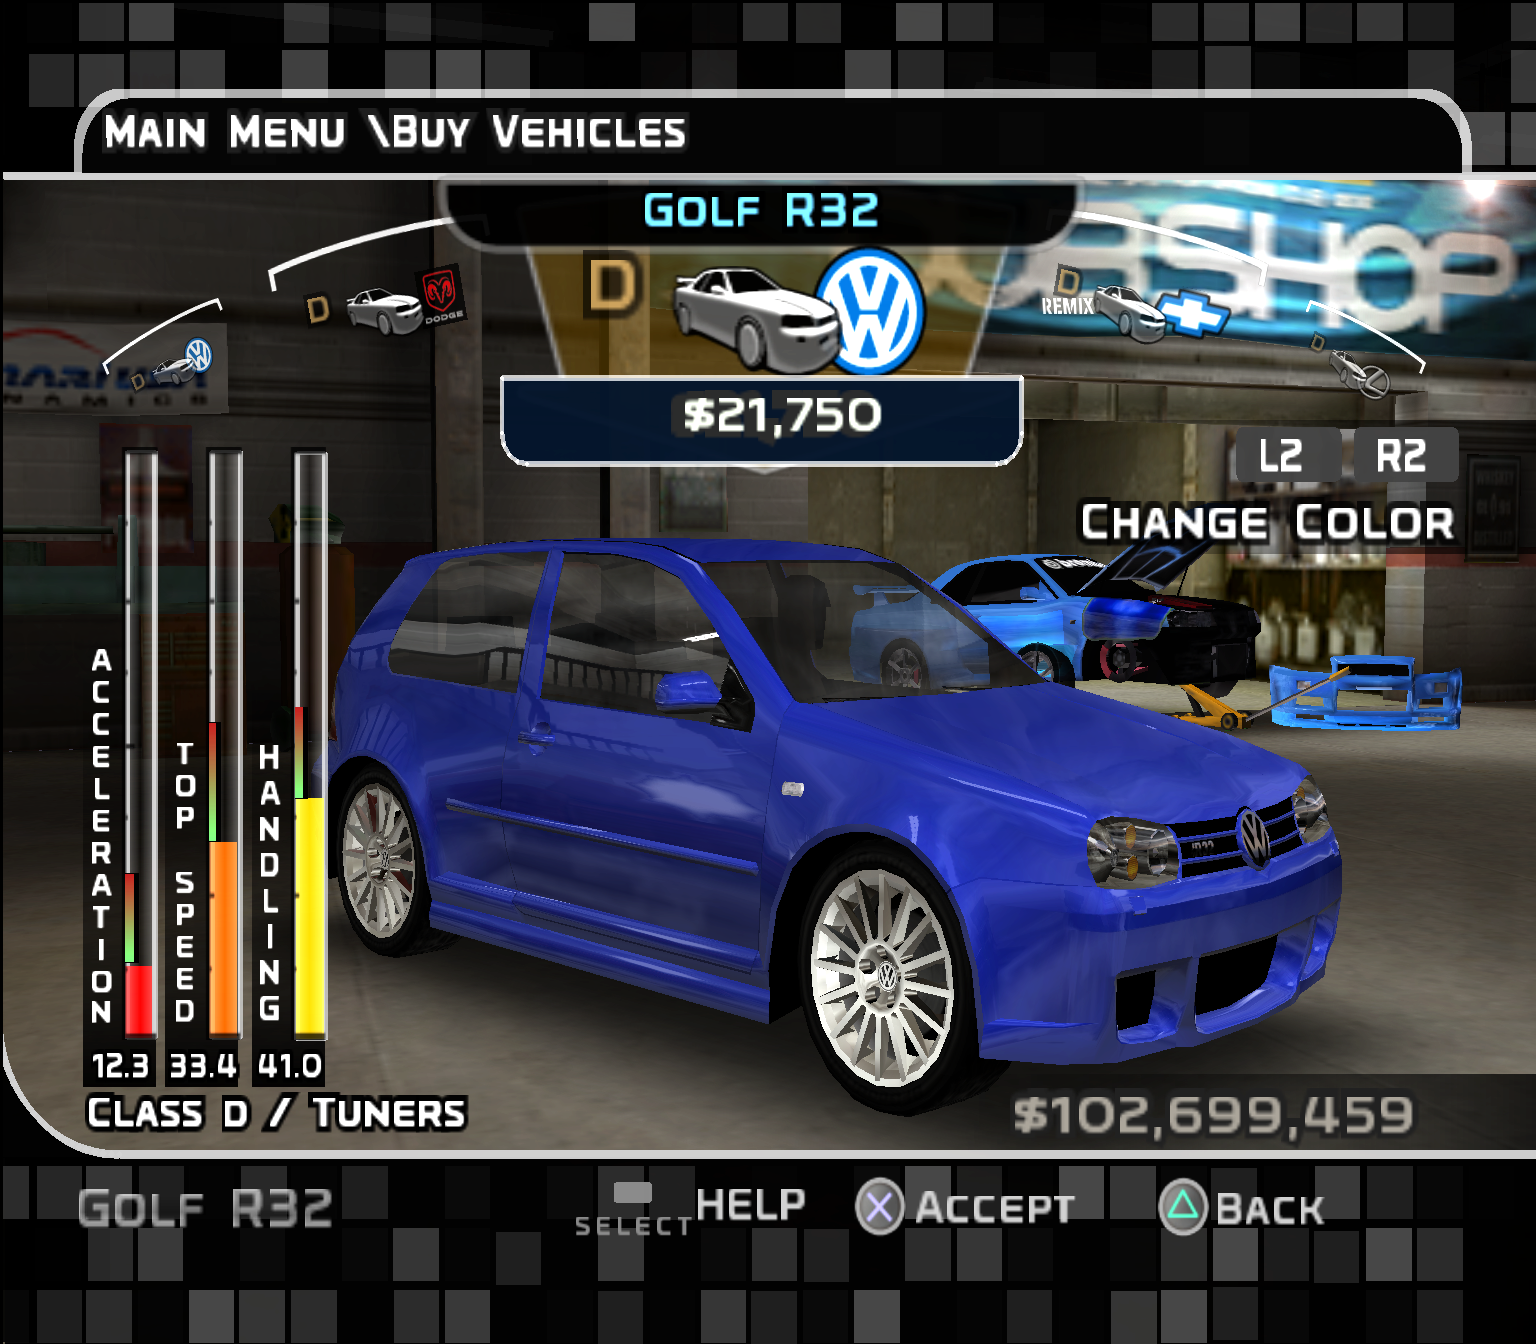 MAIN MENU \BUY VEHICLES
GOLF R32
D
D
DODGE
D
REMIX
D
D
$21,750
L2 R2
CHANGE COLOR
ACCELERATION
TOP SPEED
HANDLING
12.3 33.4 41.0
CLASS D / TUNERS
$102,699,459
GOLF R32
SELECT HELP
ACCEPT
BACK